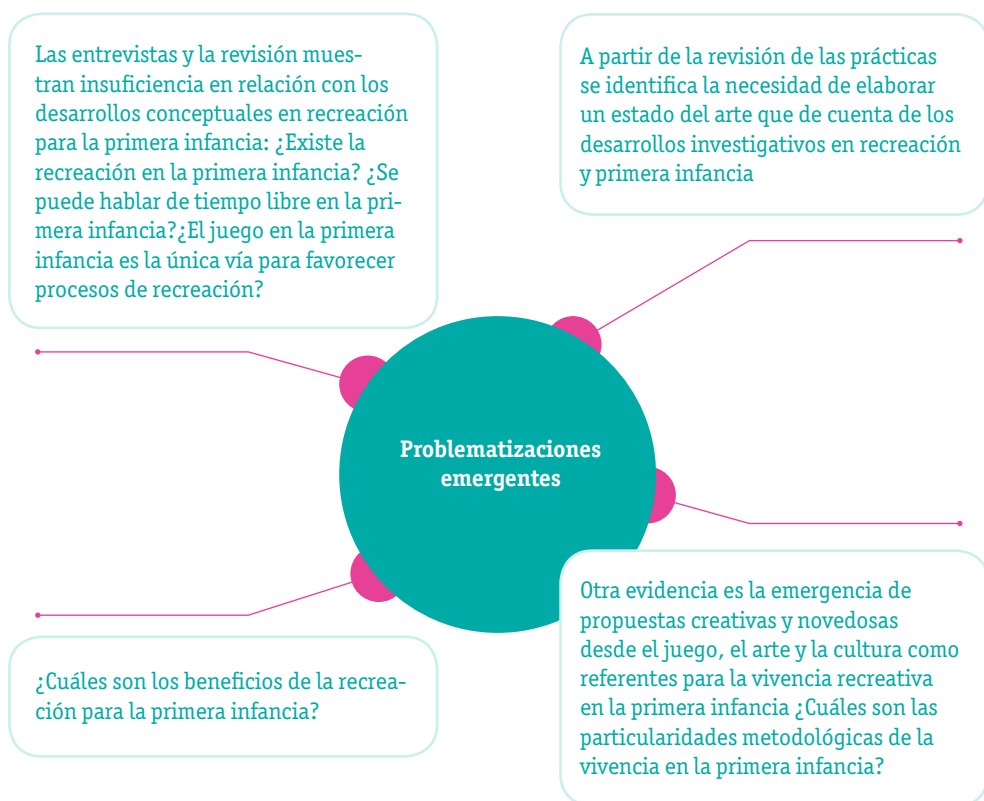 Las entrevistas y la revisión mues-
tran insuficiencia en relación con los
desarrollos conceptuales en recreación
para la primera infancia: ¿Existe la
recreación en la primera infancia? ¿Se
puede hablar de tiempo libre en la pri-
mera infancia?¿El juego en la primera
infancia es la única vía para favorecer
procesos de recreación?
A partir de la revisión de las prácticas
se identifica la necesidad de elaborar
un estado del arte que de cuenta de los
desarrollos investigativos en recreación
y primera infancia
Problematizaciones
emergentes
¿Cuáles son los beneficios de la recrea-
ción para la primera infancia?
Otra evidencia es la emergencia de
propuestas creativas y novedosas
desde el juego, el arte y la cultura como
referentes para la vivencia recreativa
en la primera infancia ¿Cuáles son las
particularidades metodológicas de la
vivencia en la primera infancia?